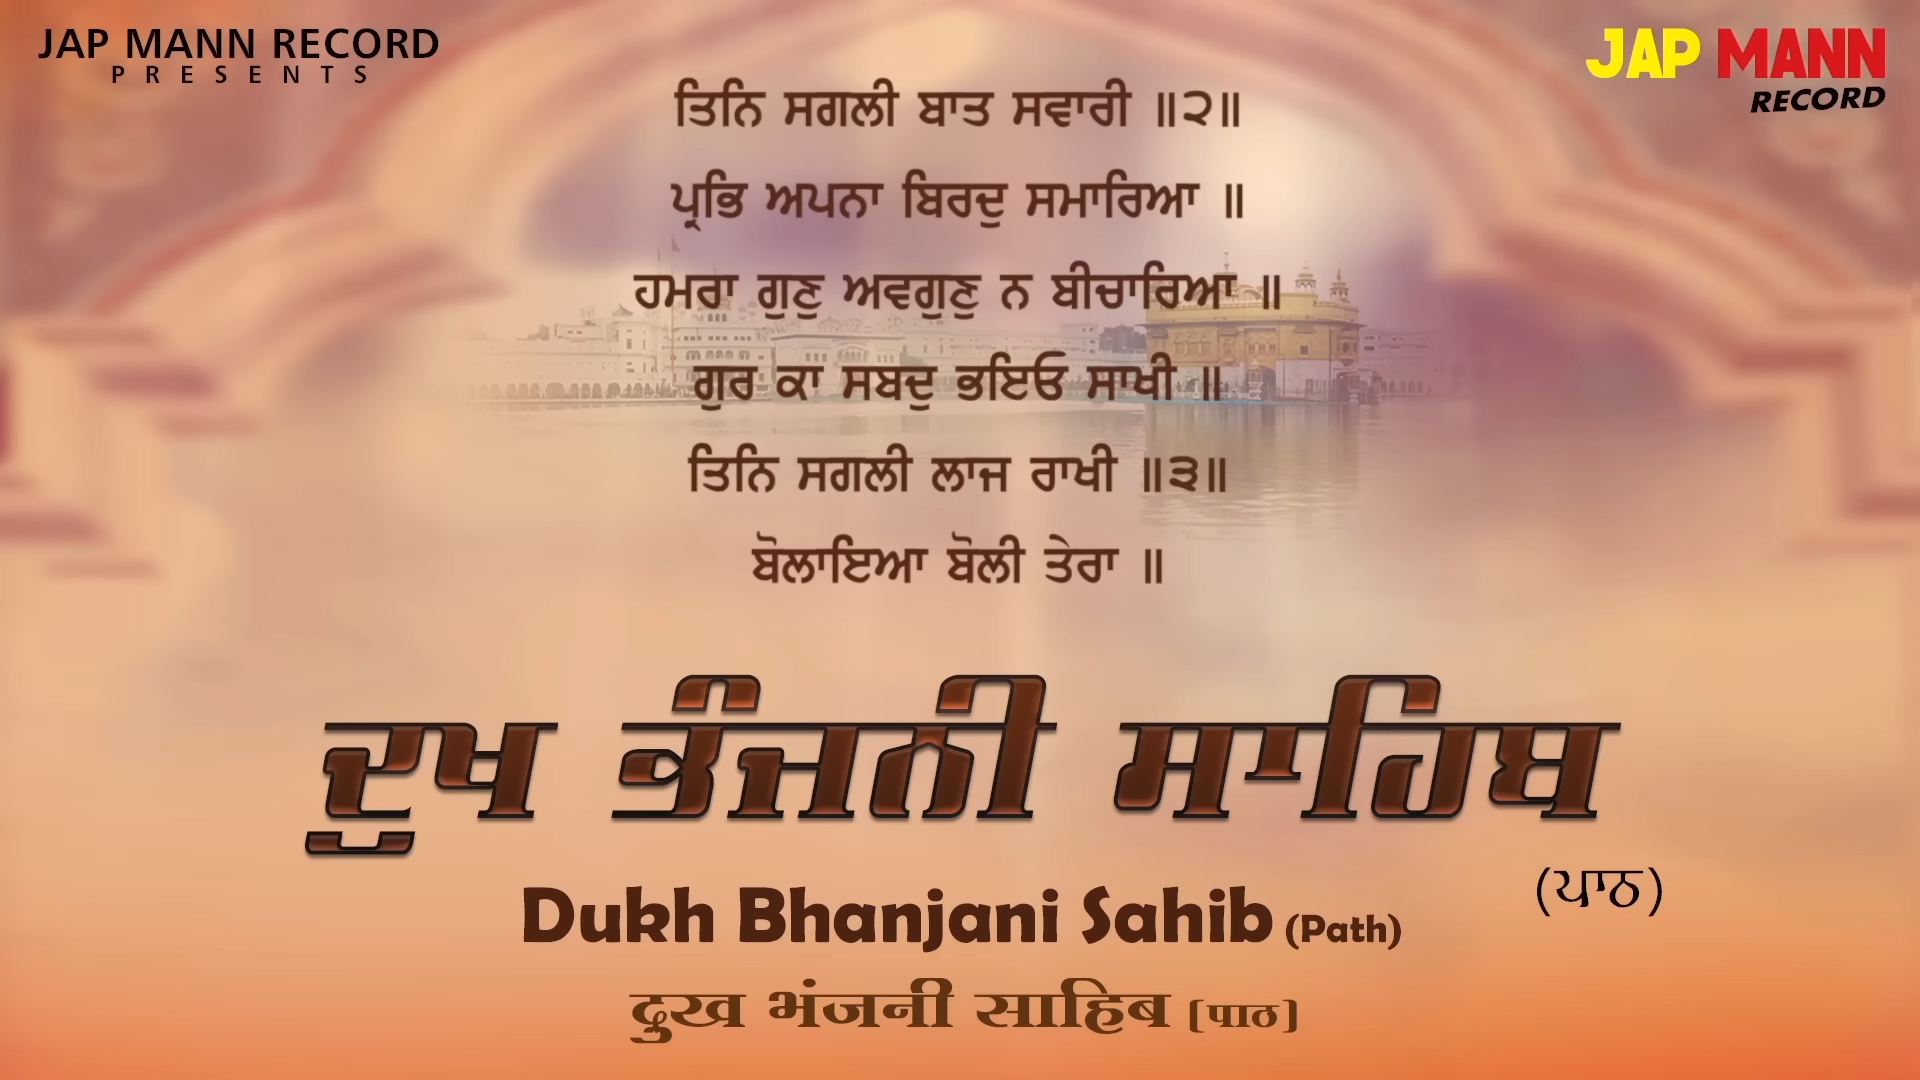 JAP MANN RECORD
PRESENTS
JAP MANN
RECORD
ਤਿਨਿ ਸਗਲੀ ਬਾਤ ਸਵਾਰੀ ॥੨॥
ਪ੍ਰਭਿ ਅਪਨਾ ਬਿਰਦੁ ਸਮਾਰਿਆ ॥
ਹਮਰਾ ਗੁਣੁ ਅਵਗੁਣੁ ਨ ਬੀਚਾਰਿਆ ॥
ਗੁਰ ਕਾ ਸਬਦੁ ਭਇਓ ਸਾਖੀ ॥
ਤਿਨਿ ਸਗਲੀ ਲਾਜ ਰਾਖੀ ॥੩॥
ਬੋਲਾਇਆ ਬੋਲੀ ਤੇਰਾ ॥
ਦੁਖ ਭੰਜਨੀ ਸਾਹਿਬ
(ਪਾਠ)
Dukh Bhanjani Sahib (Path)
दुख भंजनी साहिब (पाठ)